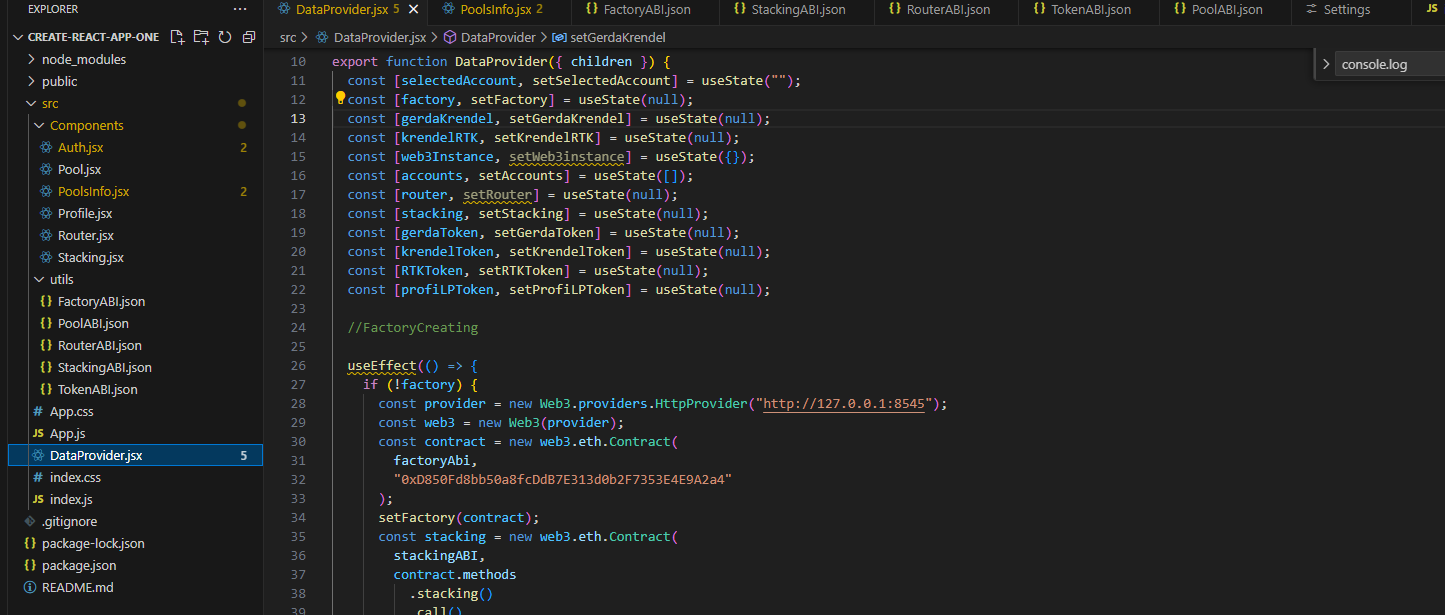 EXPLORER
DataProvider.jsx 5
PoolsInfo.jsx 2
FactoryABI.json
StackingABI.json
RouterABI.json
TokenABI.json
PoolABI.json
Settings
JS
CREATE-REACT-APP-ONE
node_modules
public
src
Components
Auth.jsx 2
Pool.jsx
PoolsInfo.jsx 2
Profile.jsx
Router.jsx
Stacking.jsx
utils
{} FactoryABI.json
{} PoolABI.json
{} RouterABI.json
{} StackingABI.json
{} TokenABI.json
# App.css
JS App.js
DataProvider.jsx 5
# index.css
JS index.js
.gitignore
{} package-lock.json
{} package.json
README.md
src > DataProvider.jsx > DataProvider > setGerdaKrendel
console.log
10 export function DataProvider({ children }) {
11 const [selectedAccount, setSelectedAccount] = useState("");
12 const [factory, setFactory] = useState(null);
13 const [gerdaKrendel, setGerdaKrendel] = useState(null);
14 const [krendelRTK, setKrendelRTK] = useState(null);
15 const [web3Instance, setWeb3instance] = useState({});
16 const [accounts, setAccounts] = useState([]);
17 const [router, setRouter] = useState(null);
18 const [stacking, setStacking] = useState(null);
19 const [gerdaToken, setGerdaToken] = useState(null);
20 const [krendelToken, setKrendelToken] = useState(null);
21 const [RTKToken, setRTKToken] = useState(null);
22 const [profiLPToken, setProfiLPToken] = useState(null);
23
24 //FactoryCreating
25
26 useEffect(() => {
27 if (!factory) {
28 const provider = new Web3.providers.HttpProvider("http://127.0.0.1:8545");
29 const web3 = new Web3(provider);
30 const contract = new web3.eth.Contract(
31 factoryAbi,
32 "0xD850Fd8bb50a8fcDdB7E313d0b2F7353E4E9A2a4"
33 );
34 setFactory(contract);
35 const stacking = new web3.eth.Contract(
36 stackingABI,
37 contract.methods
38 .stacking()
39 .call()